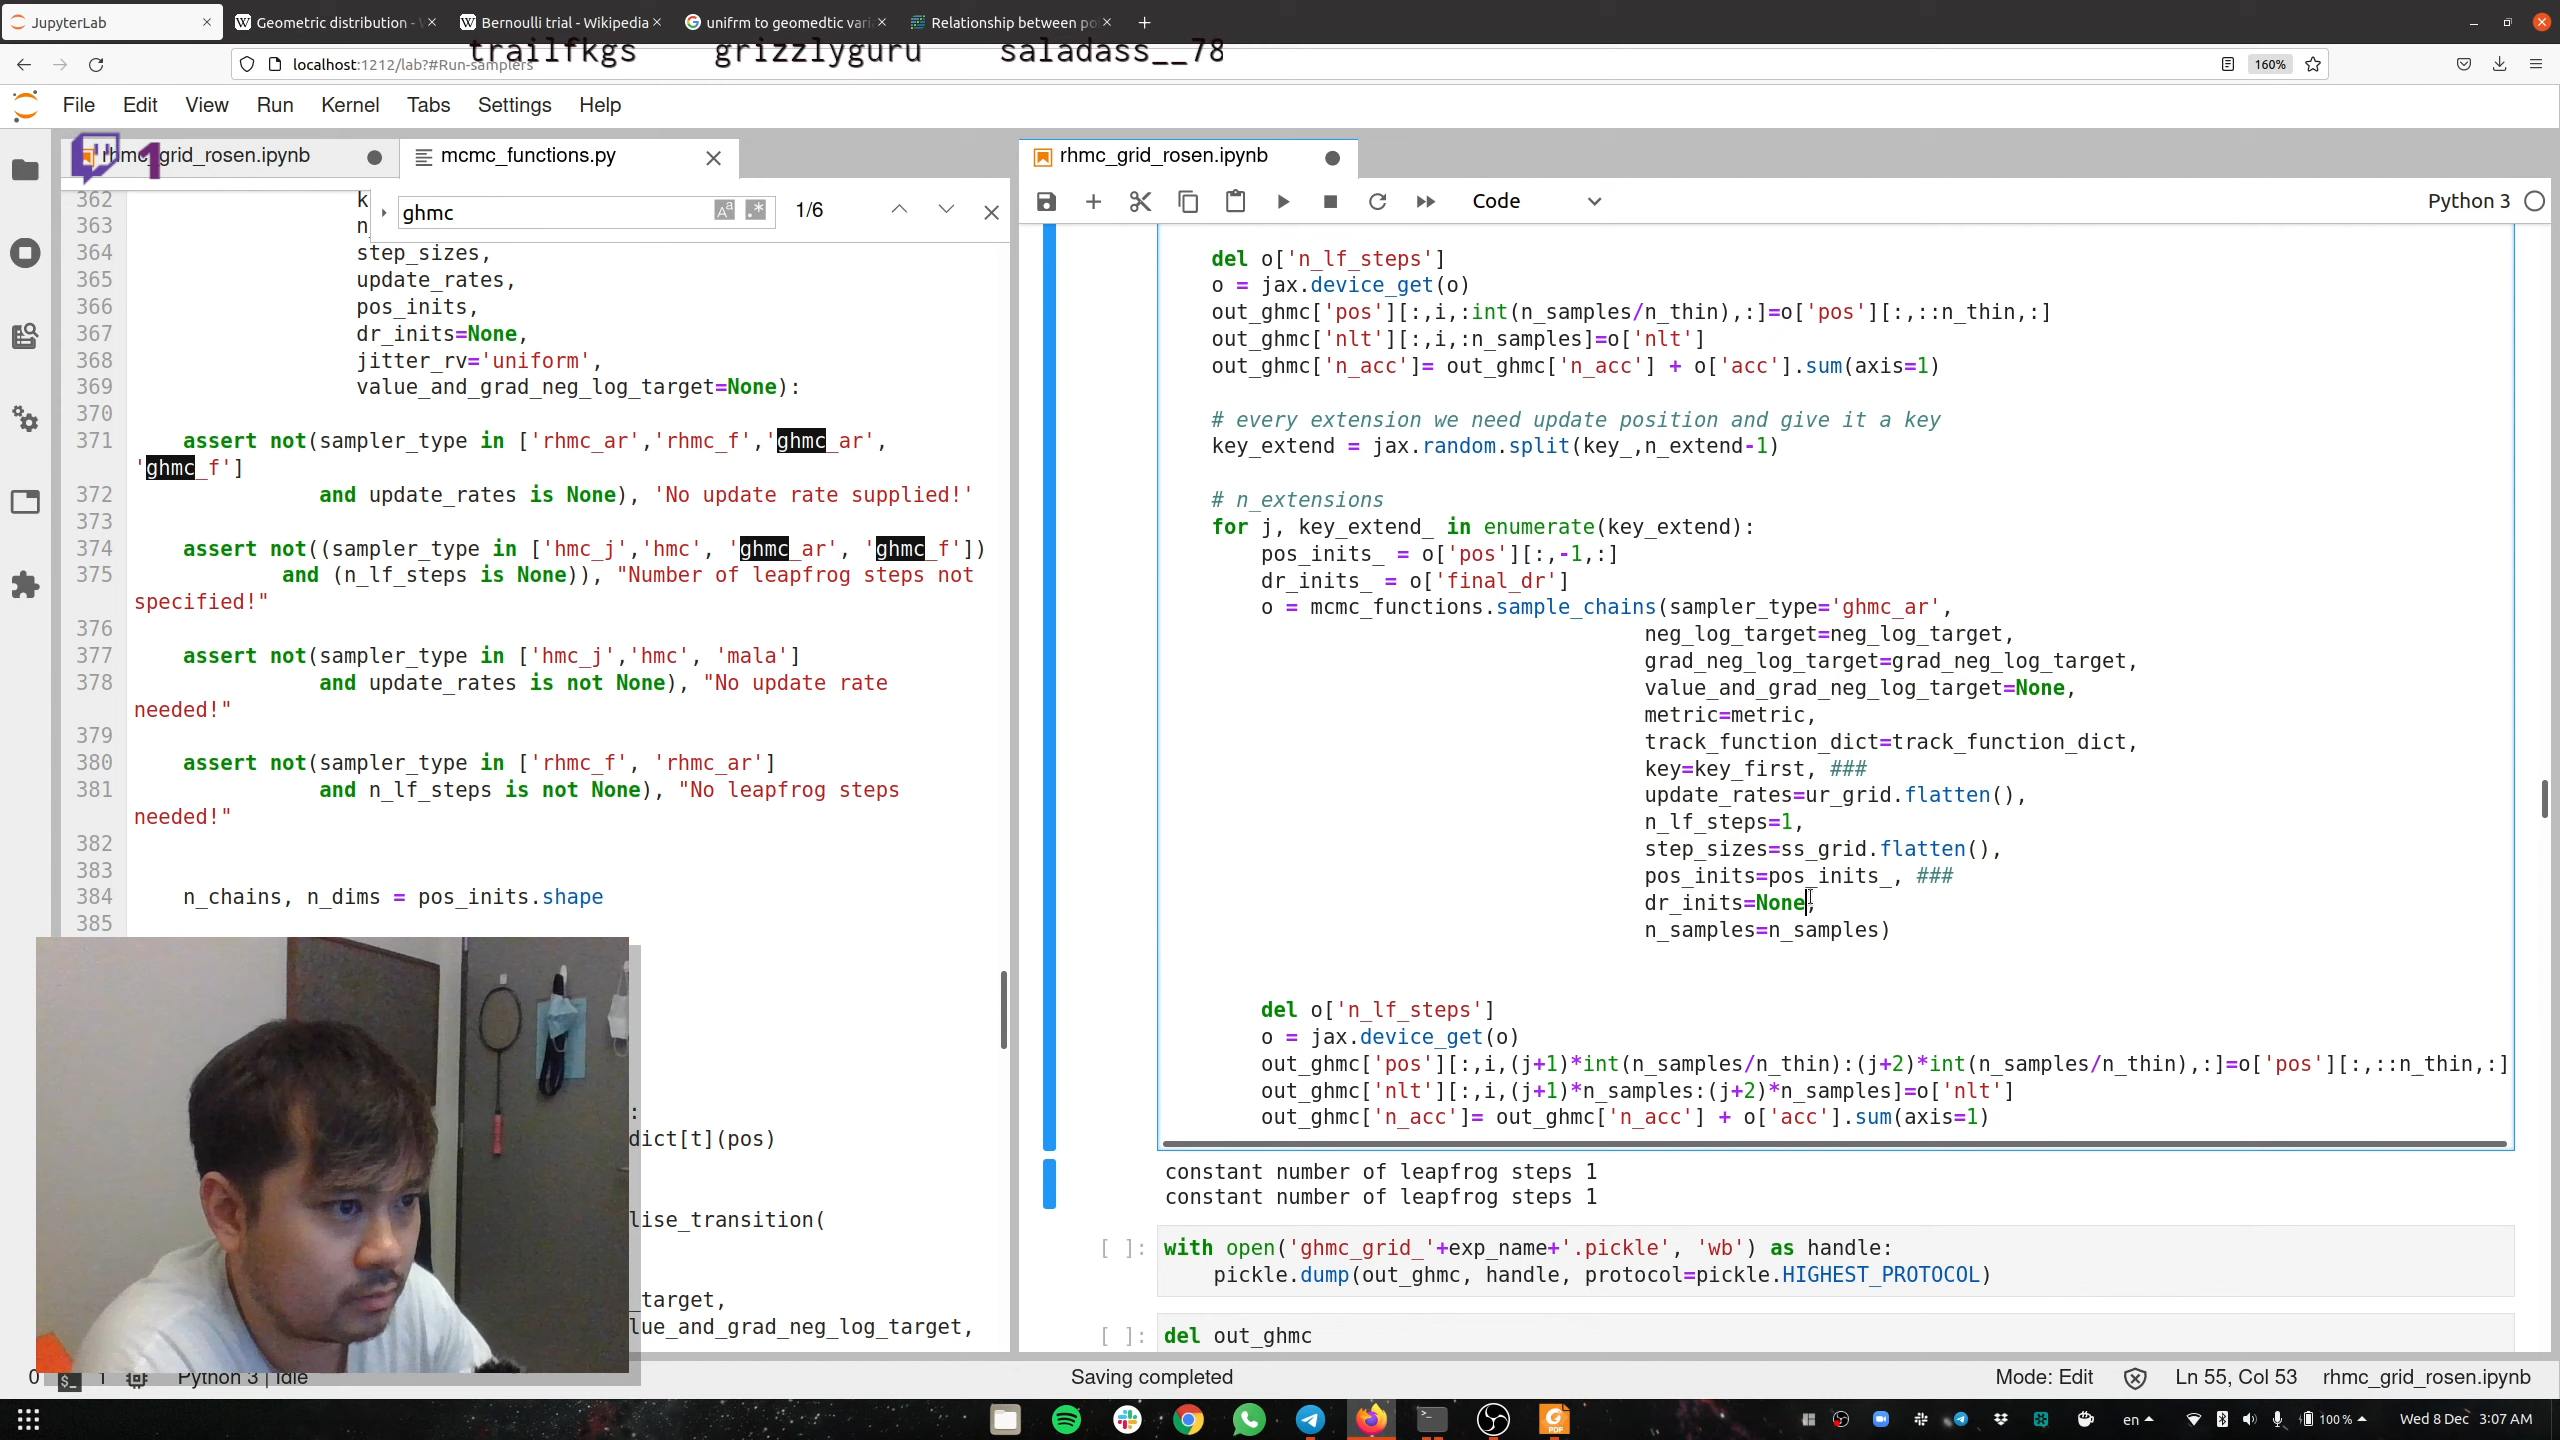 JupyterLab
Geometric distribution -
Bernoulli trial - Wikipedia
unifrm to geomedtic vari
Relationship between po
trailfkgs grizzlyguru saladass__78
localhost:1212/lab?#Run-samplers
160%
File Edit View Run Kernel Tabs Settings Help
rhmc_grid_rosen.ipynb
1
mcmc_functions.py
ghmc
1/6
362 k
363 n
364 step_sizes,
365 update_rates,
366 pos_inits,
367 dr_inits=None,
368 jitter_rv='uniform',
369 value_and_grad_neg_log_target=None):
370
371 assert not(sampler_type in ['rhmc_ar','rhmc_f','ghmc_ar',
'ghmc_f']
372 and update_rates is None), 'No update rate supplied!'
373
374 assert not((sampler_type in ['hmc_j','hmc', 'ghmc_ar', 'ghmc_f'])
375 and (n_lf_steps is None)), "Number of leapfrog steps not
specified!"
376
377 assert not(sampler_type in ['hmc_j','hmc', 'mala']
378 and update_rates is not None), "No update rate
needed!"
379
380 assert not(sampler_type in ['rhmc_f', 'rhmc_ar']
381 and n_lf_steps is not None), "No leapfrog steps
needed!"
382
383
384 n_chains, n_dims = pos_inits.shape
385
:
dict[t](pos)
lise_transition(
_target,
lue_and_grad_neg_log_target,
rhmc_grid_rosen.ipynb
Code
Python 3
del o['n_lf_steps']
o = jax.device_get(o)
out_ghmc['pos'][:,i,:int(n_samples/n_thin),:]=o['pos'][:,::n_thin,:]
out_ghmc['nlt'][:,i,:n_samples]=o['nlt']
out_ghmc['n_acc']= out_ghmc['n_acc'] + o['acc'].sum(axis=1)
# every extension we need update position and give it a key
key_extend = jax.random.split(key_,n_extend-1)
# n_extensions
for j, key_extend_ in enumerate(key_extend):
pos_inits_ = o['pos'][:,-1,:]
dr_inits_ = o['final_dr']
o = mcmc_functions.sample_chains(sampler_type='ghmc_ar',
neg_log_target=neg_log_target,
grad_neg_log_target=grad_neg_log_target,
value_and_grad_neg_log_target=None,
metric=metric,
track_function_dict=track_function_dict,
key=key_first, ###
update_rates=ur_grid.flatten(),
n_lf_steps=1,
step_sizes=ss_grid.flatten(),
pos_inits=pos_inits_, ###
dr_inits=None,
n_samples=n_samples)
del o['n_lf_steps']
o = jax.device_get(o)
out_ghmc['pos'][:,i,(j+1)*int(n_samples/n_thin):(j+2)*int(n_samples/n_thin),:]=o['pos'][:,::n_thin,:]
out_ghmc['nlt'][:,i,(j+1)*n_samples:(j+2)*n_samples]=o['nlt']
out_ghmc['n_acc']= out_ghmc['n_acc'] + o['acc'].sum(axis=1)
constant number of leapfrog steps 1
constant number of leapfrog steps 1
[ ]: with open('ghmc_grid_'+exp_name+'.pickle', 'wb') as handle:
pickle.dump(out_ghmc, handle, protocol=pickle.HIGHEST_PROTOCOL)
[ ]: del out_ghmc
0 1 Python 3 | Idle
Saving completed
Mode: Edit
Ln 55, Col 53
rhmc_grid_rosen.ipynb
en
100 %
Wed 8 Dec 3:07 AM